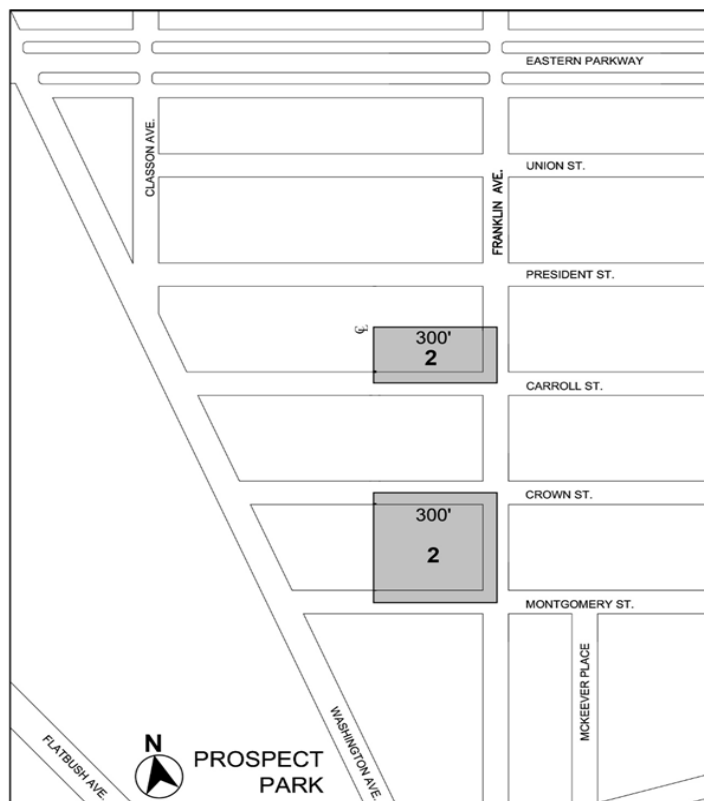 EASTERN PARKWAY
CLASSON AVE.
UNION ST.
FRANKLIN AVE.
PRESIDENT ST.
℄
300'
2
CARROLL ST.
CROWN ST.
300'
2
MONTGOMERY ST.
MCKEEVER PLACE
WASHINGTON AVE.
FLATBUSH AVE.
N
PROSPECT
PARK